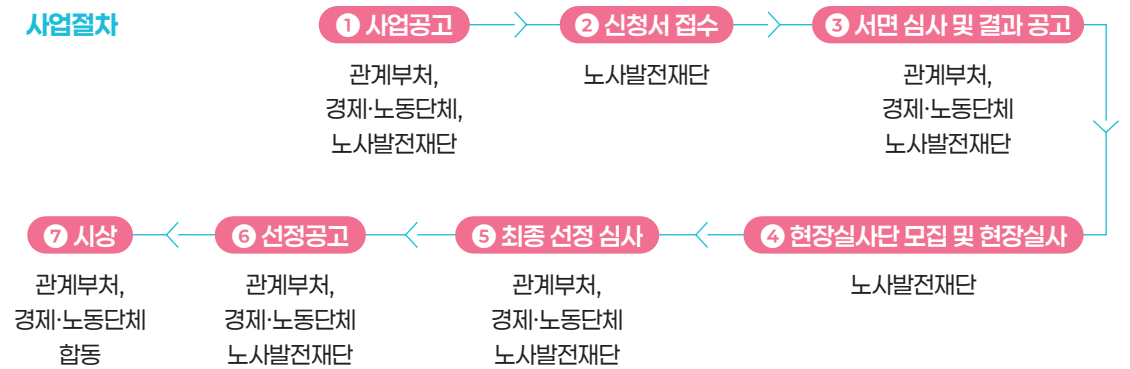 사업절차
❶ 사업공고
관계부처,
경제·노동단체,
노사발전재단
❷ 신청서 접수
노사발전재단
❸ 서면 심사 및 결과 공고
관계부처,
경제·노동단체
노사발전재단
❹ 현장실사단 모집 및 현장실사
노사발전재단
❺ 최종 선정 심사
관계부처,
경제·노동단체
노사발전재단
❻ 선정공고
관계부처,
경제·노동단체
노사발전재단
❼ 시상
관계부처,
경제·노동단체
합동